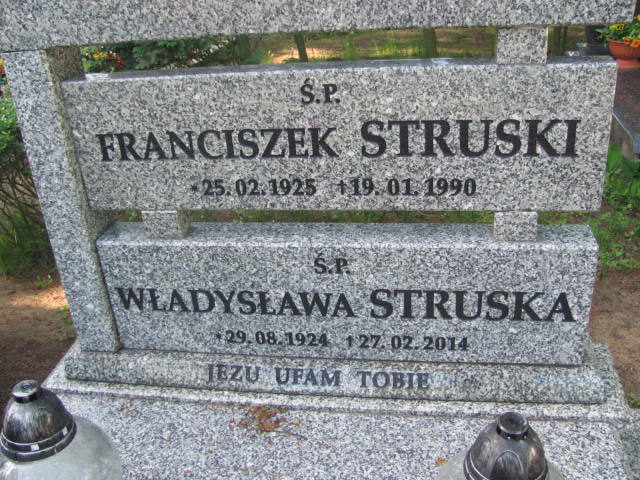 Ś.P.
FRANCISZEK STRUSKI
*25.02.1925 †19.01.1990
Ś.P.
WŁADYSŁAWA STRUSKA
*29.08.1924 †27.02.2014
JEZU UFAM TOBIE